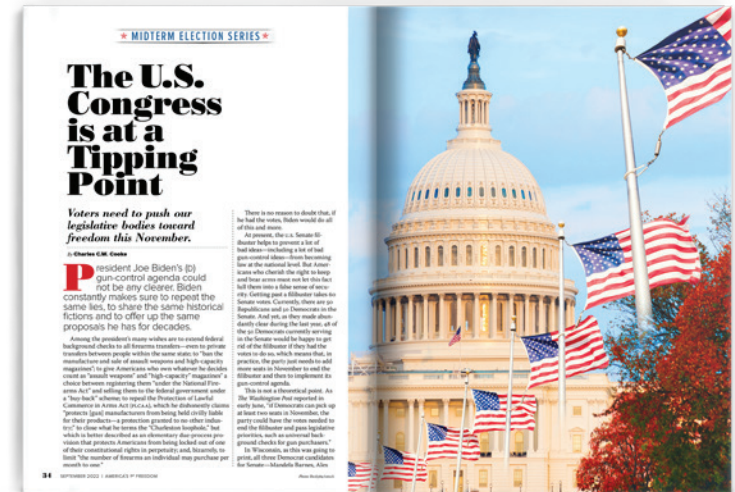 ★ MIDTERM ELECTION SERIES ★
The U.S.
Congress
is at a
Tipping
Point
Voters need to push our
legislative bodies toward
freedom this November.
By Charles C.W. Cooke
President Joe Biden's (D)
gun-control agenda could
not be any clearer. Biden
constantly makes sure to repeat the
same lies, to share the same historical
fictions and to offer up the same
proposals he has for decades.
Among the president's many wishes are to extend federal
background checks to all firearms transfers—even to private
transfers between people within the same state; to "ban the
manufacture and sale of assault weapons and high-capacity
magazines"; to give Americans who own whatever he decides
count as "assault weapons" and "high-capacity" magazines" a
choice between registering them "under the National Fire-
arms Act" and selling them to the federal government under
a "buy-back" scheme; to repeal the Protection of Lawful
Commerce in Arms Act (PLCAA), which he dishonestly claims
"protects [gun] manufacturers from being held civilly liable
for their products—a protection granted to no other indus-
try;" to close what he terms the "Charleston loophole," but
which is better described as an elementary due-process pro-
vision that protects Americans from being locked out of one
of their constitutional rights in perpetuity; and, bizarrely, to
limit "the number of firearms an individual may purchase per
month to one."
There is no reason to doubt that, if
he had the votes, Biden would do all
of this and more.
At present, the U.S. Senate fil-
ibuster helps to prevent a lot of
bad ideas—including a lot of bad
gun-control ideas—from becoming
law at the national level. But Amer-
icans who cherish the right to keep
and bear arms must not let this fact
lull them into a false sense of secu-
rity. Getting past a filibuster takes 60
Senate votes. Currently, there are 50
Republicans and 50 Democrats in the
Senate. And yet, as they made abun-
dantly clear during the last year, 48 of
the 50 Democrats currently serving
in the Senate would be happy to get
rid of the filibuster if they had the
votes to do so, which means that, in
practice, the party just needs to add
more seats in November to end the
filibuster and then to implement its
gun-control agenda.
This is not a theoretical point. As
The Washington Post reported in
early June, "if Democrats can pick up
at least two seats in November, the
party could have the votes needed to
end the filibuster and pass legislative
priorities, such as universal back-
ground checks for gun purchases."
In Wisconsin, as this was going to
print, all three Democrat candidates
for Senate—Mandela Barnes, Alex
34 SEPTEMBER 2022 | AMERICA'S 1ST FREEDOM